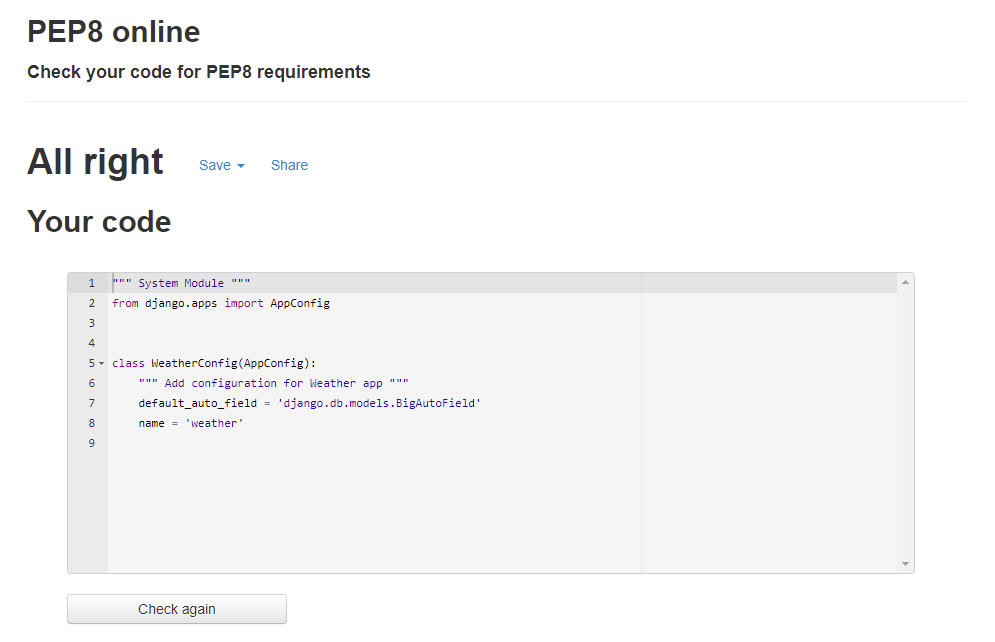 PEP8 online
Check your code for PEP8 requirements
All right Save Share
Your code
1 """ System Module """
2 from django.apps import AppConfig
3
4
5 class WeatherConfig(AppConfig):
6     """ Add configuration for Weather app """
7     default_auto_field = 'django.db.models.BigAutoField'
8     name = 'weather'
9
Check again